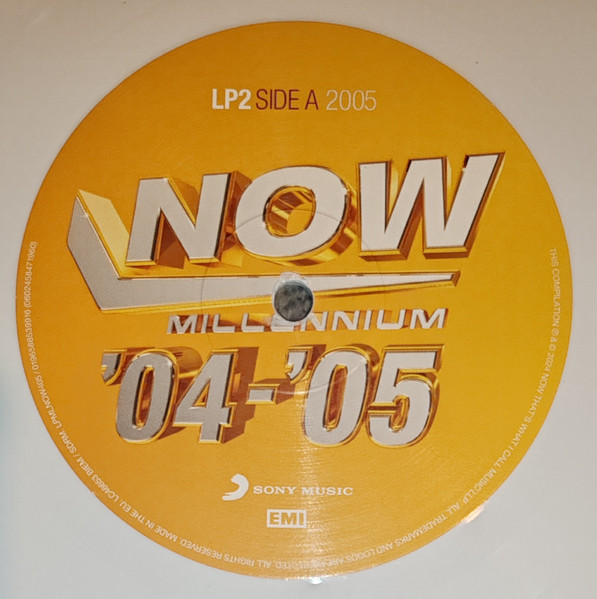 LP2 SIDE A 2005
NOW
MILLENNIUM
'04-'05
SONY MUSIC
EMI
THIS COMPILATION ℗ & © 2024 NOW THAT'S WHAT I CALL MUSIC LLP. ALL TRADEMARKS AND LOGOS ARE PROTECTED. ALL RIGHTS RESERVED. MADE IN THE EU. LC46663 BIEM / SDRM.